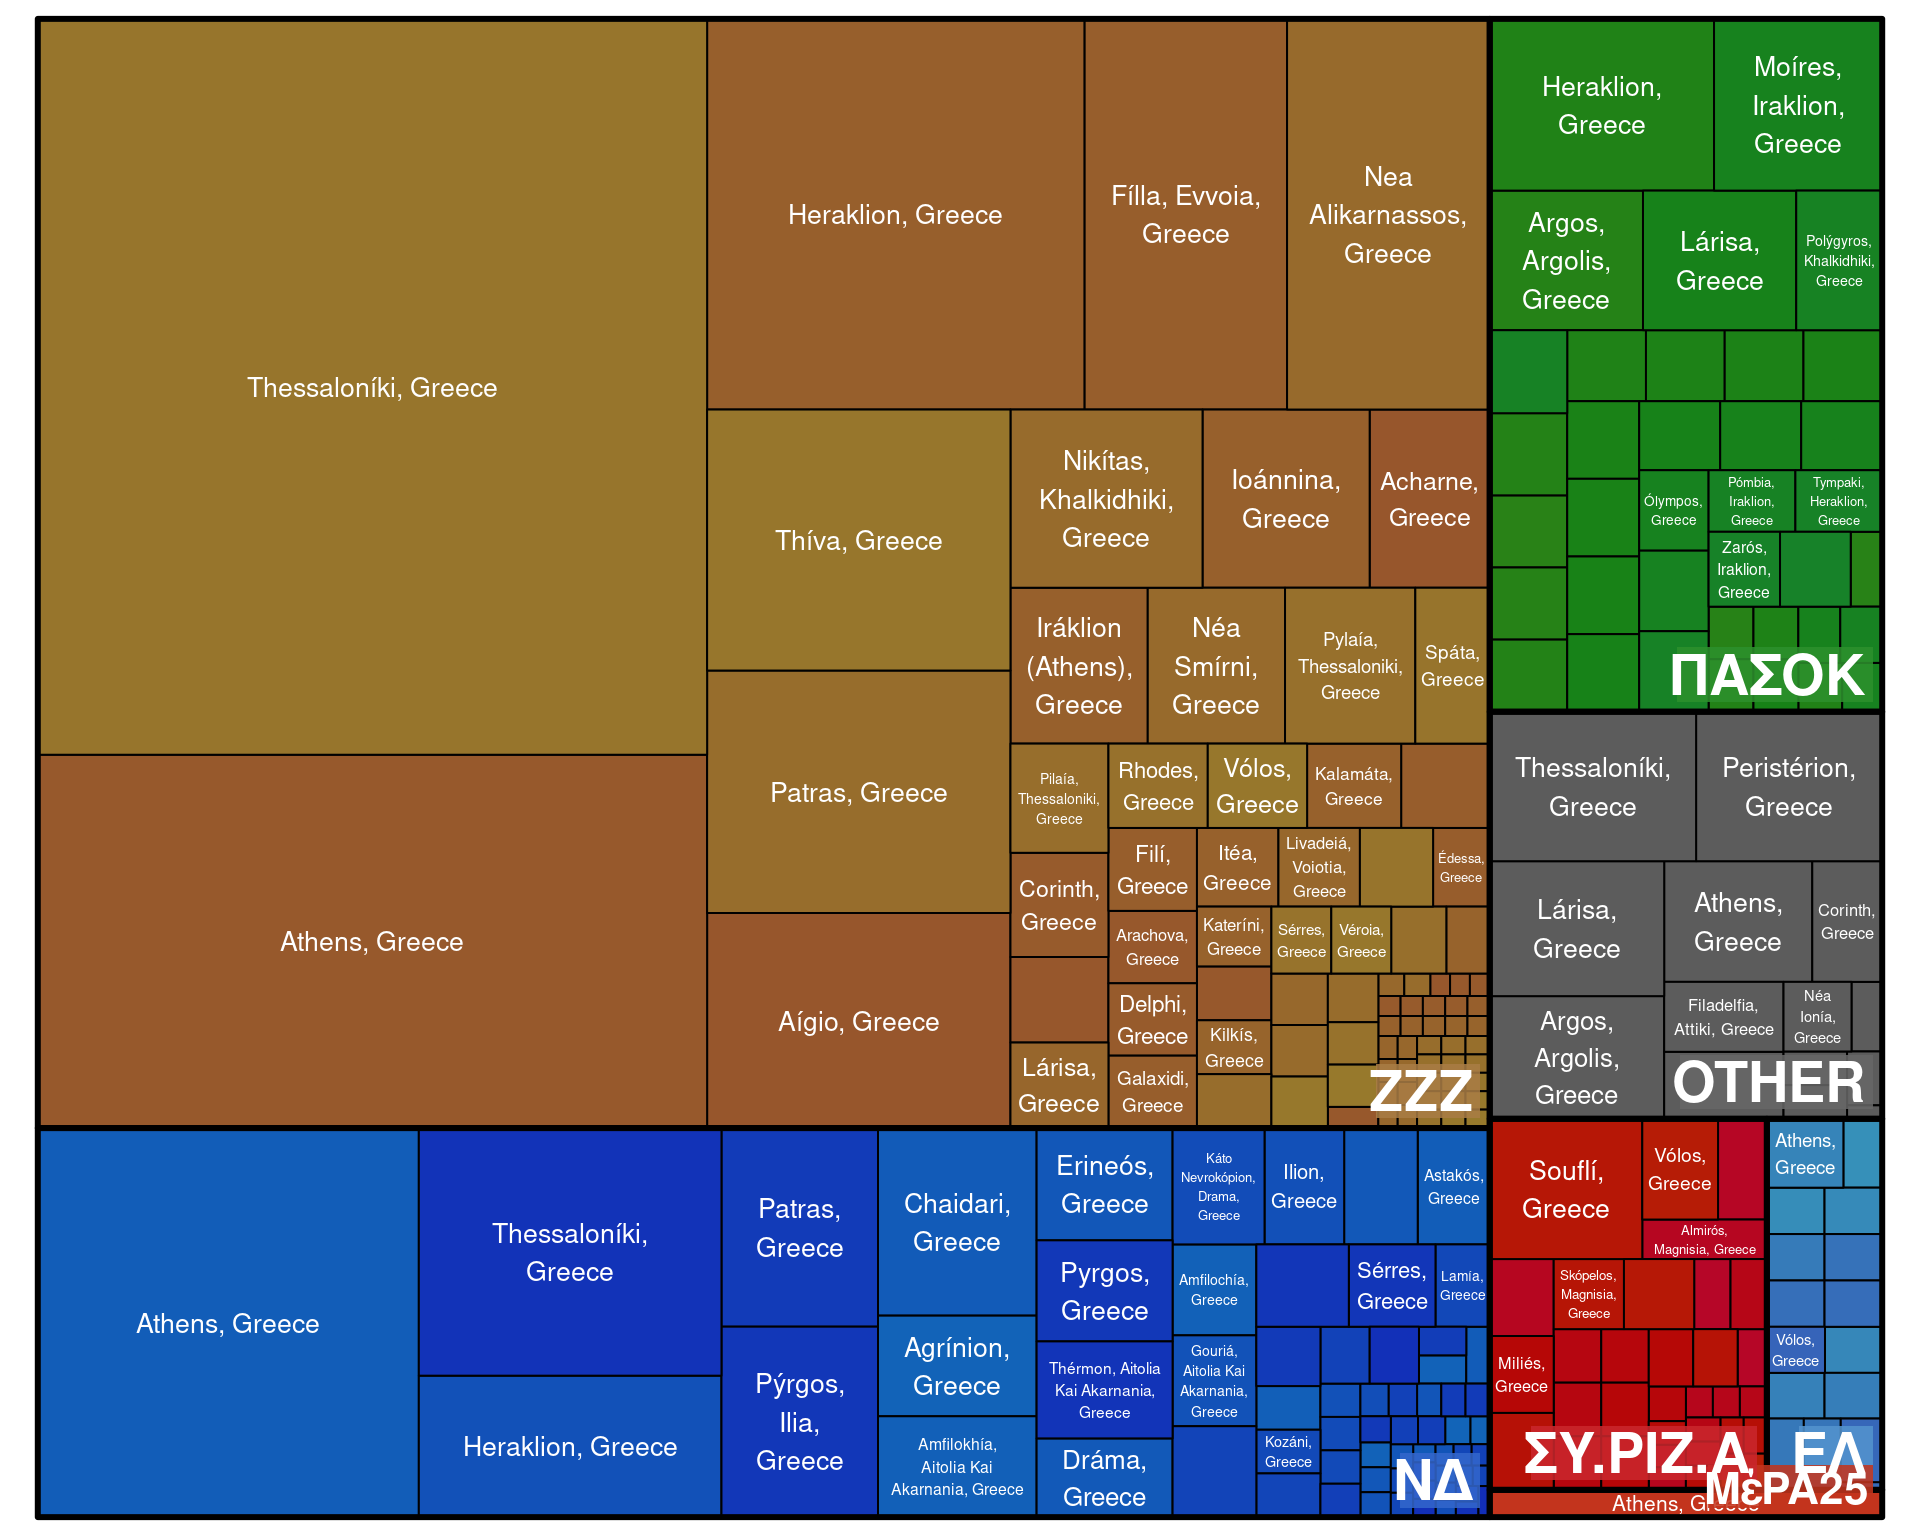 Thessaloníki, Greece
Athens, Greece
Heraklion, Greece
Fílla, Evvoia,
Greece
Nea
Alikarnassos,
Greece
Thíva, Greece
Patras, Greece
Aígio, Greece
Nikítas,
Khalkidhiki,
Greece
Ioánnina,
Greece
Acharne,
Greece
Iráklion
(Athens),
Greece
Néa
Smírni,
Greece
Pylaía,
Thessaloniki,
Greece
Spáta,
Greece
Pilaía,
Thessaloniki,
Greece
Rhodes,
Greece
Vólos,
Greece
Kalamáta,
Greece
Corinth,
Greece
Filí,
Greece
Itéa,
Greece
Livadeiá,
Voiotia,
Greece
Édessa,
Greece
Arachova,
Greece
Kateríni,
Greece
Sérres,
Greece
Véroia,
Greece
Delphi,
Greece
Kilkís,
Greece
Lárisa,
Greece
Galaxidi,
Greece
ZZZ
Athens, Greece
Thessaloníki,
Greece
Heraklion, Greece
Patras,
Greece
Pýrgos,
Ilia,
Greece
Chaidari,
Greece
Agrínion,
Greece
Amfilokhía,
Aitolia Kai
Akarnania, Greece
Erineós,
Greece
Pyrgos,
Greece
Thérmon, Aitolia
Kai Akarnania,
Greece
Dráma,
Greece
Káto
Nevrokópion,
Drama,
Greece
Ilion,
Greece
Astakós,
Greece
Amfilochía,
Greece
Sérres,
Greece
Lamía,
Greece
Gouriá,
Aitolia Kai
Akarnania,
Greece
Kozáni,
Greece
ΝΔ
Heraklion,
Greece
Moíres,
Iraklion,
Greece
Argos,
Argolis,
Greece
Lárisa,
Greece
Polýgyros,
Khalkidhiki,
Greece
Ólympos,
Greece
Pómbia,
Iraklion,
Greece
Tympaki,
Heraklion,
Greece
Zarós,
Iraklion,
Greece
ΠΑΣΟΚ
Thessaloníki,
Greece
Peristérion,
Greece
Lárisa,
Greece
Athens,
Greece
Corinth,
Greece
Argos,
Argolis,
Greece
Filadelfia,
Attiki, Greece
Néa
Ionía,
Greece
OTHER
Souflí,
Greece
Vólos,
Greece
Almirós,
Magnisia, Greece
Skópelos,
Magnisia,
Greece
Miliés,
Greece
ΣΥ.ΡΙΖ.Α.
Athens,
Greece
Vólos,
Greece
ΕΛ
Athens, Greece
ΜέΡΑ25